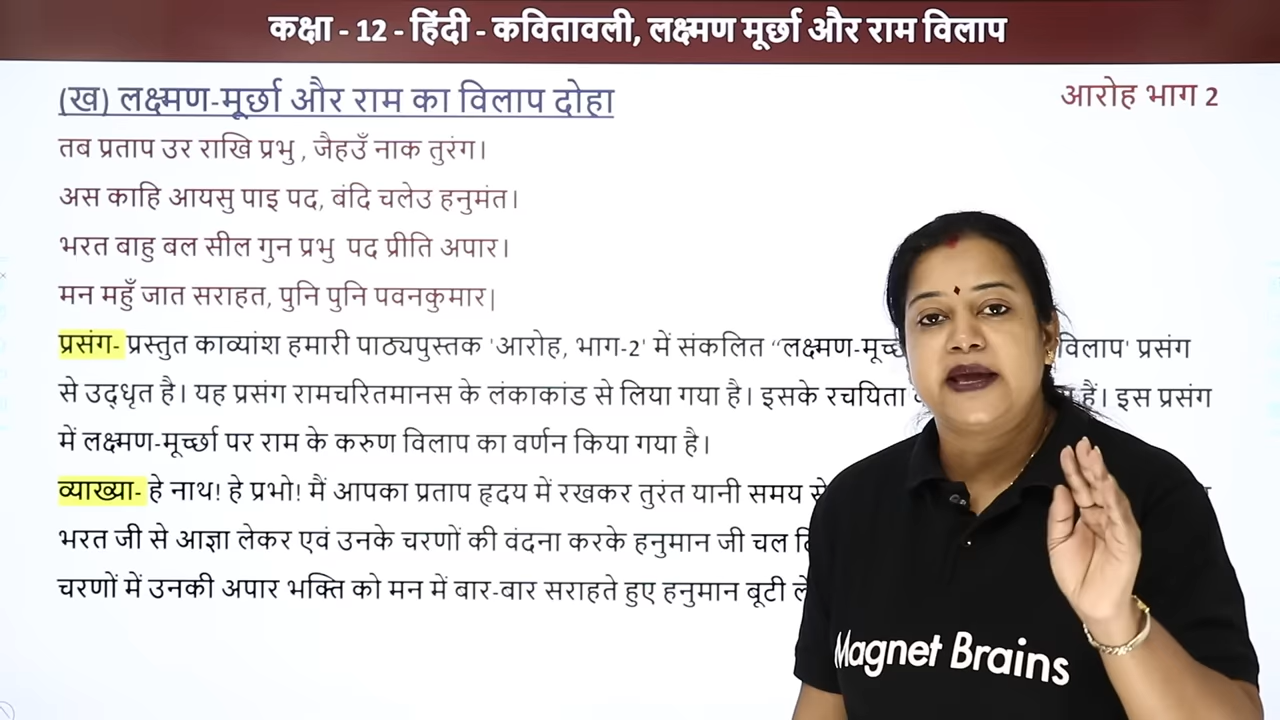 कक्षा - 12 - हिंदी - कवितावली, लक्ष्मण मूर्छा और राम विलाप
(ख) लक्ष्मण-मूर्छा और राम का विलाप दोहा
आरोह भाग 2
तव प्रताप उर राखि प्रभु , जैहउँ नाक तुरंग।
अस काहि आयसु पाइ पद, बंदि चलेउ हनुमंत।
भरत बाहु बल सील गुन प्रभु पद प्रीति अपार।
मन महुँ जात सराहत, पुनि पुनि पवनकुमार|
प्रसंग- प्रस्तुत काव्यांश हमारी पाठ्यपुस्तक 'आरोह, भाग-2' में संकलित “लक्ष्मण-मूर्च्छ विलाप' प्रसंग
से उद्धृत है। यह प्रसंग रामचरितमानस के लंकाकांड से लिया गया है। इसके रचयिता हैं। इस प्रसंग
में लक्ष्मण-मूर्च्छा पर राम के करुण विलाप का वर्णन किया गया है।
व्याख्या- हे नाथ! हे प्रभो! मैं आपका प्रताप हृदय में रखकर तुरंत यानी समय से
भरत जी से आज्ञा लेकर एवं उनके चरणों की वंदना करके हनुमान जी चल
चरणों में उनकी अपार भक्ति को मन में बार-बार सराहते हुए हनुमान बूटी
Magnet Brains